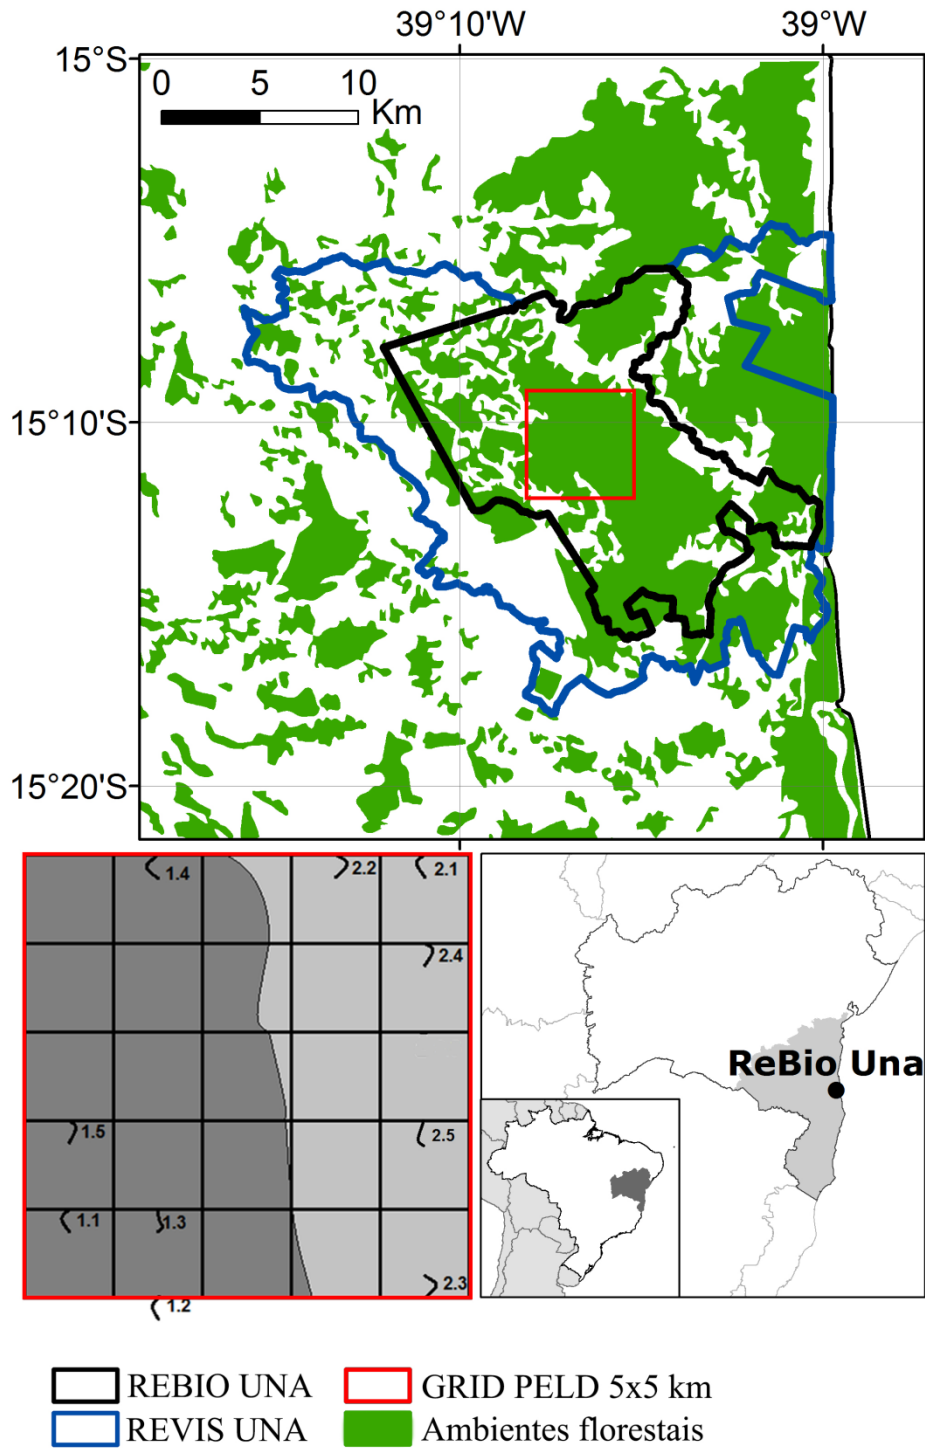 39°10'W 39°W
15°S
0 5 10
Km
15°10'S
15°20'S
1.4 2.2 2.1
2.4
1.5 2.5
1.1 1.3
2.3
1.2
ReBio Una
REBIO UNA GRID PELD 5x5 km
REVIS UNA Ambientes florestais